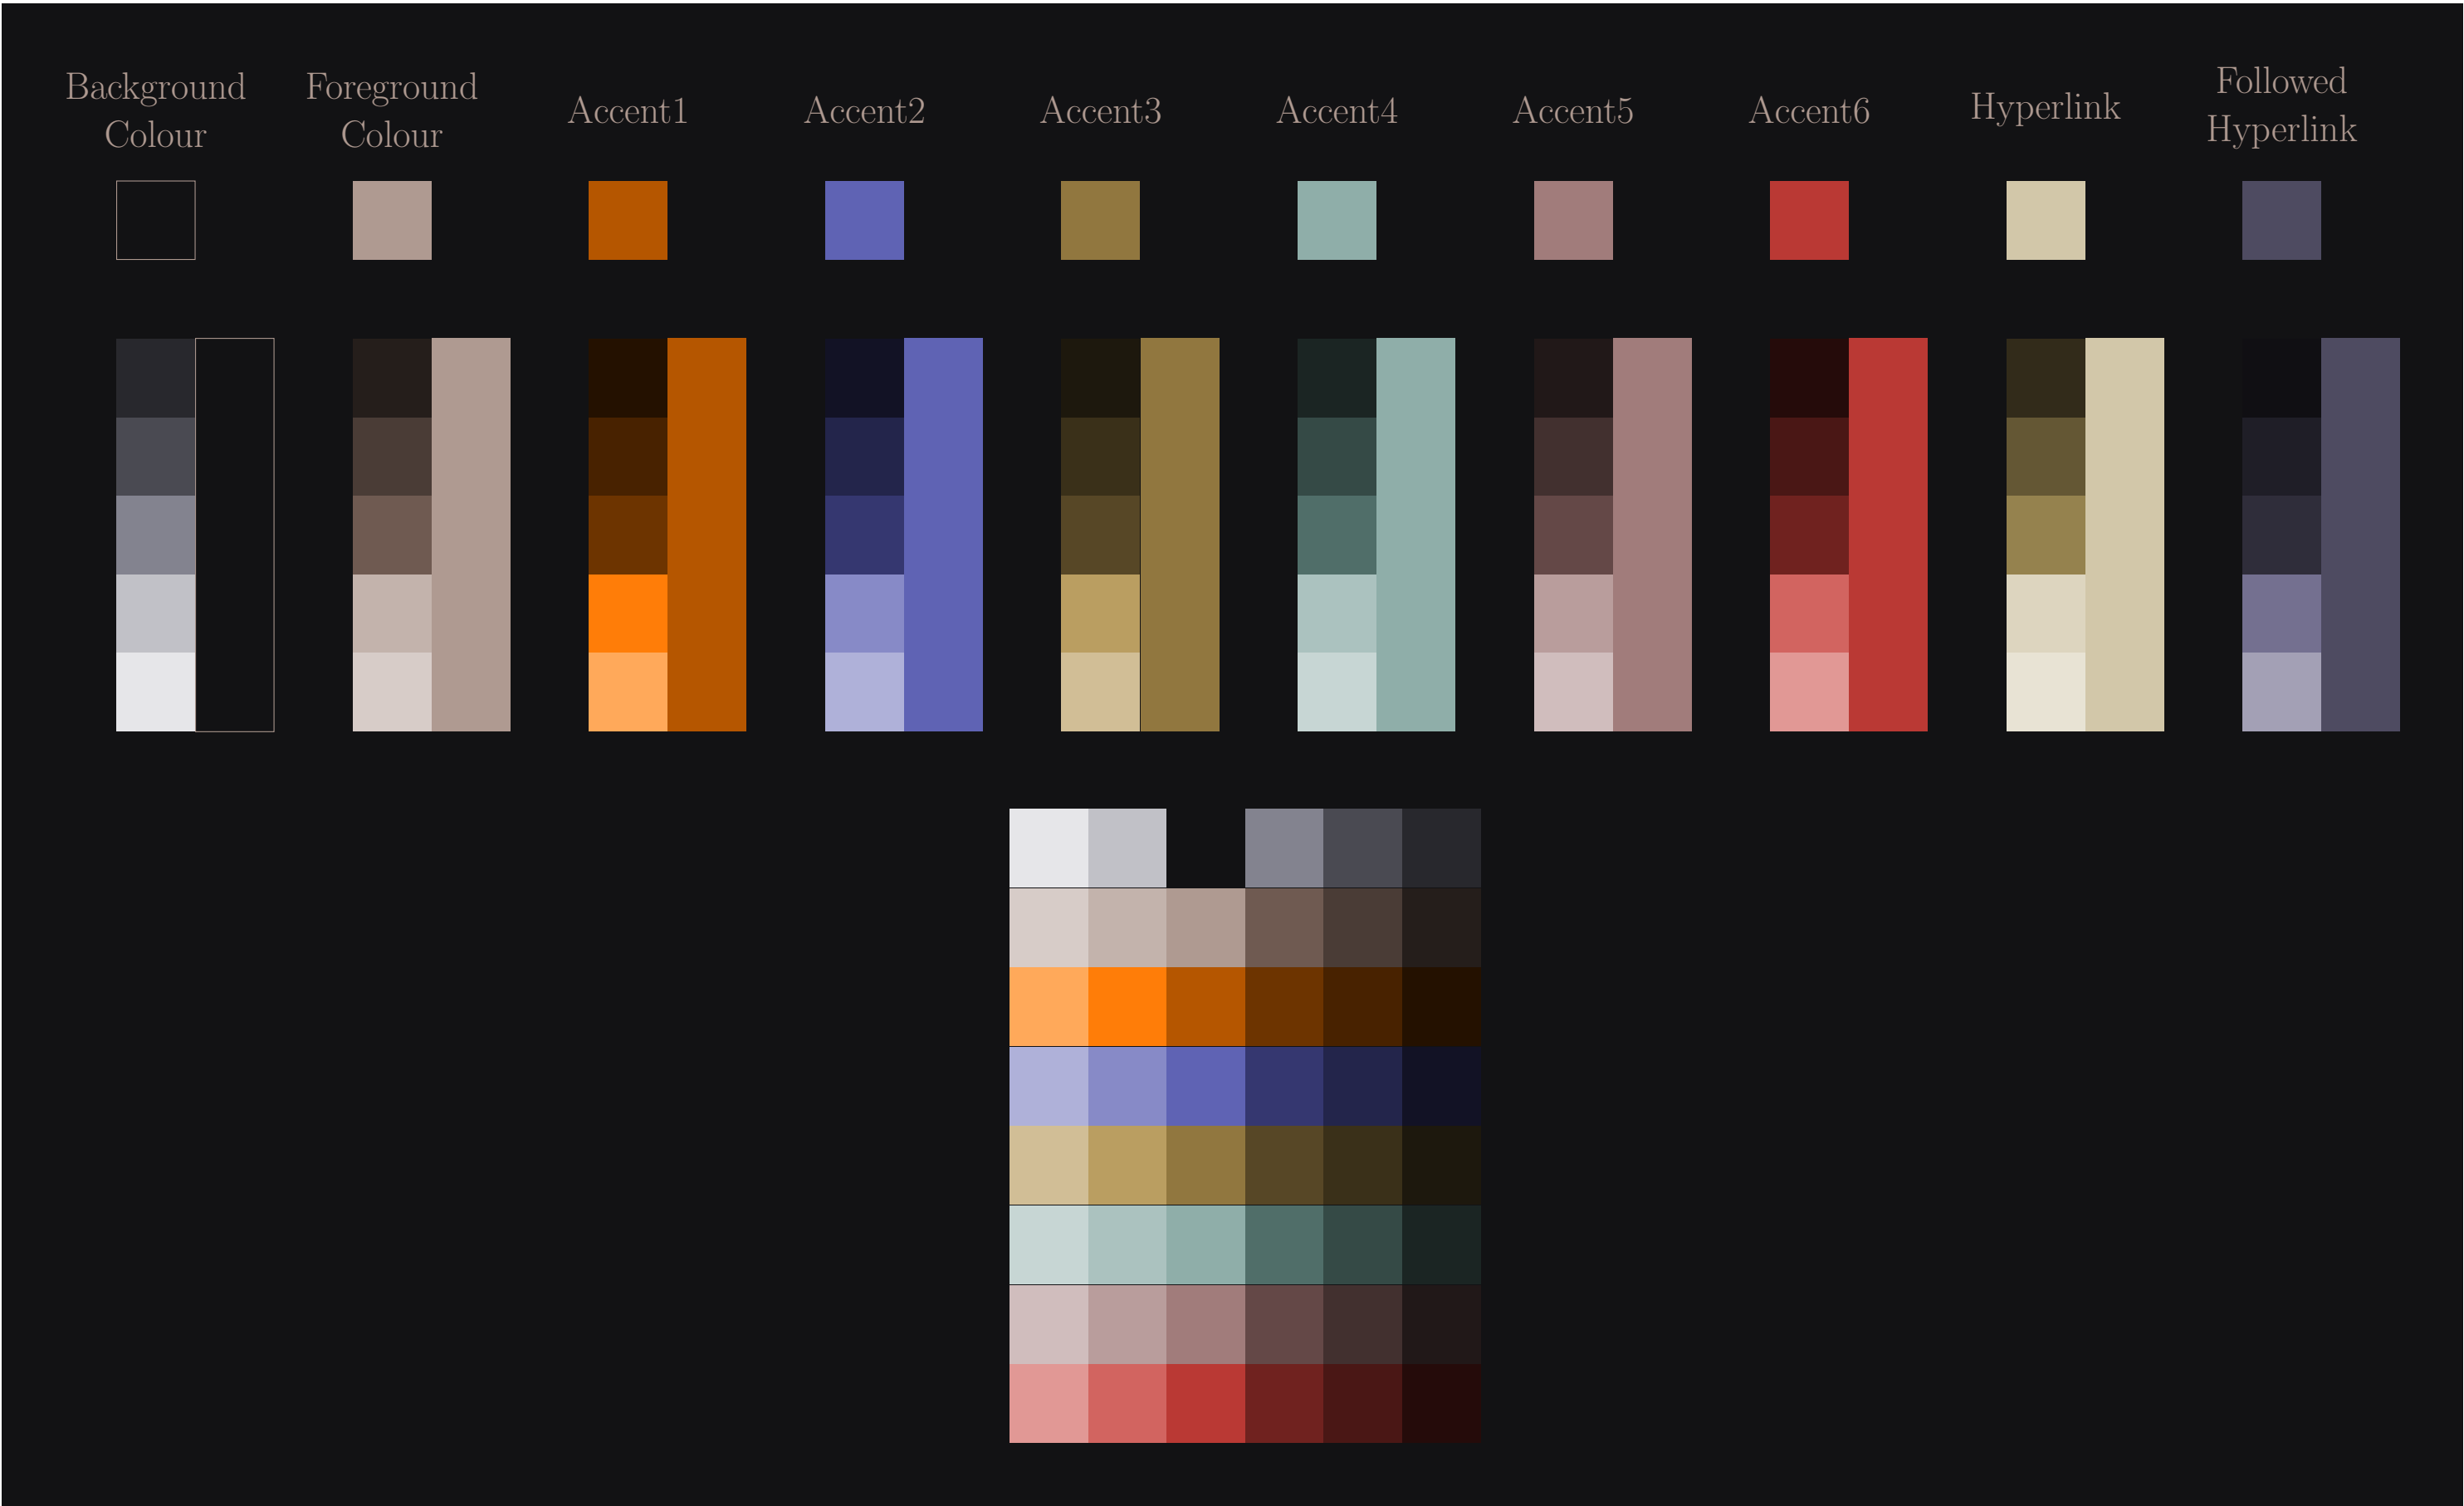 Background
Colour
Foreground
Colour
Accent1
Accent2
Accent3
Accent4
Accent5
Accent6
Hyperlink
Followed
Hyperlink